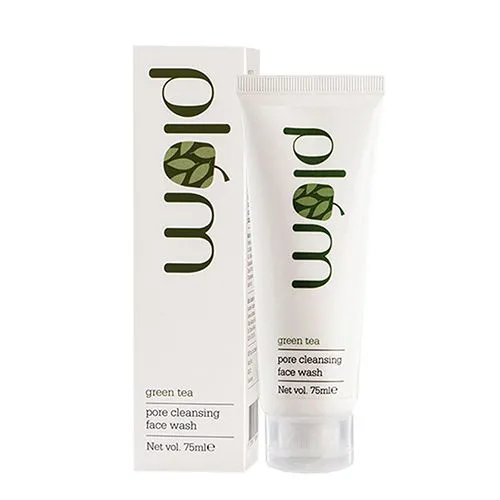 plum
green tea
pore cleansing
face wash
Net vol. 75ml℮
plum
green tea
pore cleansing
face wash
Net vol. 75ml℮